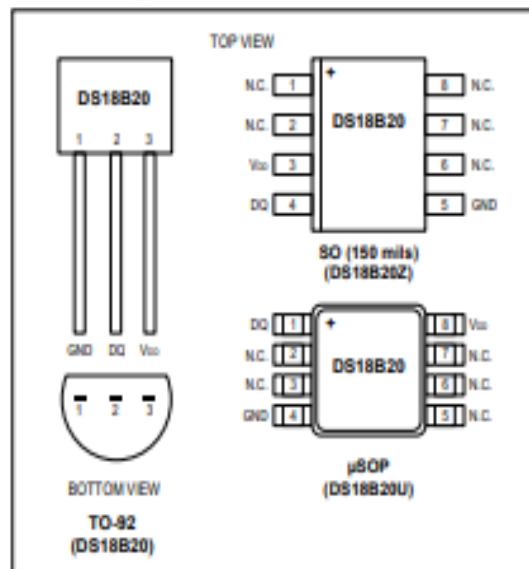 TOP VIEW
DS18B20
1 2 3
GND DQ VDD
1 2 3
BOTTOM VIEW
TO-92
(DS18B20)
N.C. 1 + 8 N.C.
N.C. 2 DS18B20 7 N.C.
VDD 3 6 N.C.
DQ 4 5 GND
SO (150 mils)
(DS18B20Z)
DQ 1 + 8 VDD
N.C. 2 7 N.C.
DS18B20
N.C. 3 6 N.C.
GND 4 5 N.C.
µSOP
(DS18B20U)